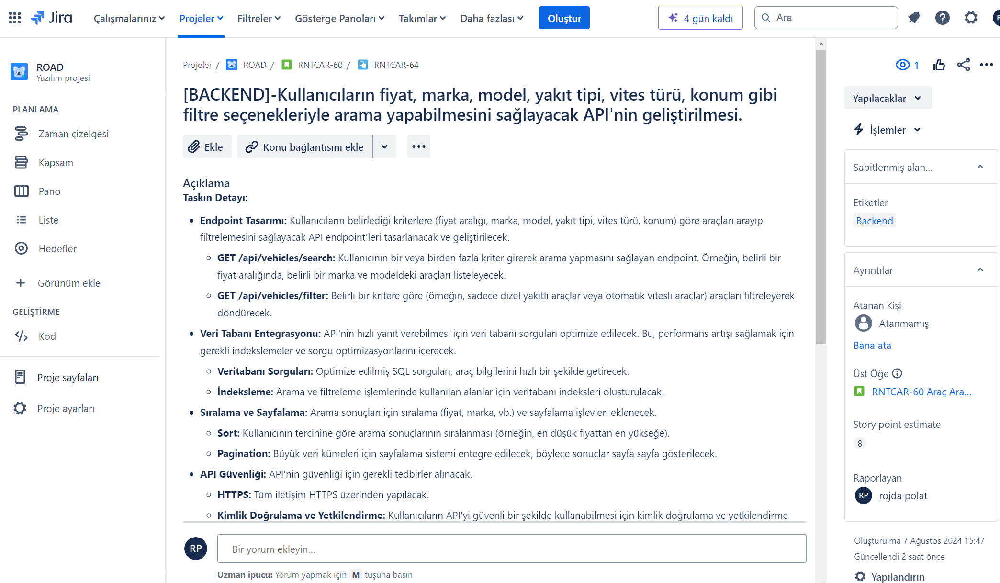 Jira
Çalışmalarınız
Projeler
Filtreler
Gösterge Panoları
Takımlar
Daha fazlası
Oluştur
4 gün kaldı
Ara
ROAD
Yazılım projesi
PLANLAMA
Zaman çizelgesi
Kapsam
Pano
Liste
Hedefler
Görünüm ekle
GELİŞTİRME
Kod
Proje sayfaları
Proje ayarları
Projeler / ROAD / RNTCAR-60 / RNTCAR-64
[BACKEND]-Kullanıcıların fiyat, marka, model, yakıt tipi, vites türü, konum gibi
filtre seçenekleriyle arama yapabilmesini sağlayacak API'nin geliştirilmesi.
Ekle
Konu bağlantısını ekle
Açıklama
Taskın Detayı:
Endpoint Tasarımı: Kullanıcıların belirlediği kriterlere (fiyat aralığı, marka, model, yakıt tipi, vites türü, konum) göre araçları arayıp
filtrelemesini sağlayacak API endpoint'leri tasarlanacak ve geliştirilecek.
GET /api/vehicles/search: Kullanıcının bir veya birden fazla kriter girerek arama yapmasını sağlayan endpoint. Örneğin, belirli bir
fiyat aralığında, belirli bir marka ve modeldeki araçları listeleyecek.
GET /api/vehicles/filter: Belirli bir kritere göre (örneğin, sadece dizel yakıtlı araçlar veya otomatik vitesli araçlar) araçları filtreleyerek
döndürecek.
Veri Tabanı Entegrasyonu: API'nin hızlı yanıt verebilmesi için veri tabanı sorguları optimize edilecek. Bu, performans artışı sağlamak için
gerekli indekslemeler ve sorgu optimizasyonlarını içerecek.
Veritabanı Sorguları: Optimize edilmiş SQL sorguları, araç bilgilerini hızlı bir şekilde getirecek.
İndeksleme: Arama ve filtreleme işlemlerinde kullanılan alanlar için veritabanı indeksleri oluşturulacak.
Sıralama ve Sayfalama: Arama sonuçları için sıralama (fiyat, marka, vb.) ve sayfalama işlevleri eklenecek.
Sort: Kullanıcının tercihine göre arama sonuçlarının sıralanması (örneğin, en düşük fiyattan en yükseğe).
Pagination: Büyük veri kümeleri için sayfalama sistemi entegre edilecek, böylece sonuçlar sayfa sayfa gösterilecek.
API Güvenliği: API'nin güvenliği için gerekli tedbirler alınacak.
HTTPS: Tüm iletişim HTTPS üzerinden yapılacak.
Kimlik Doğrulama ve Yetkilendirme: Kullanıcıların API'yi güvenli bir şekilde kullanabilmesi için kimlik doğrulama ve yetkilendirme
RP
Bir yorum ekleyin...
Uzman ipucu: Yorum yapmak için M tuşuna basın
1
Yapılacaklar
İşlemler
Sabitlenmiş alan...
Etiketler
Backend
Ayrıntılar
Atanan Kişi
Atanmamış
Bana ata
Üst Öğe
RNTCAR-60 Araç Ara...
Story point estimate
8
Raporlayan
RP rojda polat
Oluşturulma 7 Ağustos 2024 15:47
Güncellendi 2 saat önce
Yapılandırın